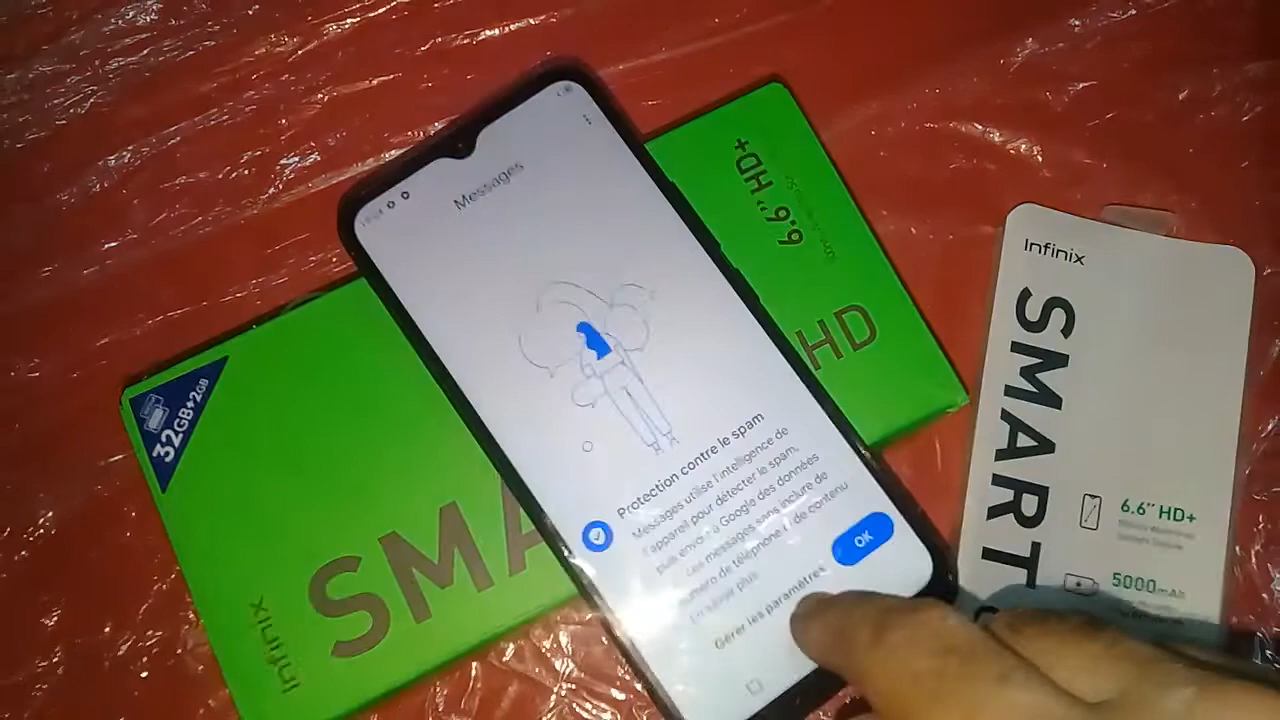 Messages
Protection contre le spam
Messages utilise l'intelligence de
l'appareil pour détecter le spam,
puis envoie à Google des données
sur les messages sans inclure de
numéro de téléphone ni de contenu
En savoir plus
Gérer les paramètres
OK
32GB+2GB
Infinix
SMA
HD
6.6" HD+
Infinix
SMART
6.6" HD+
5000mAh